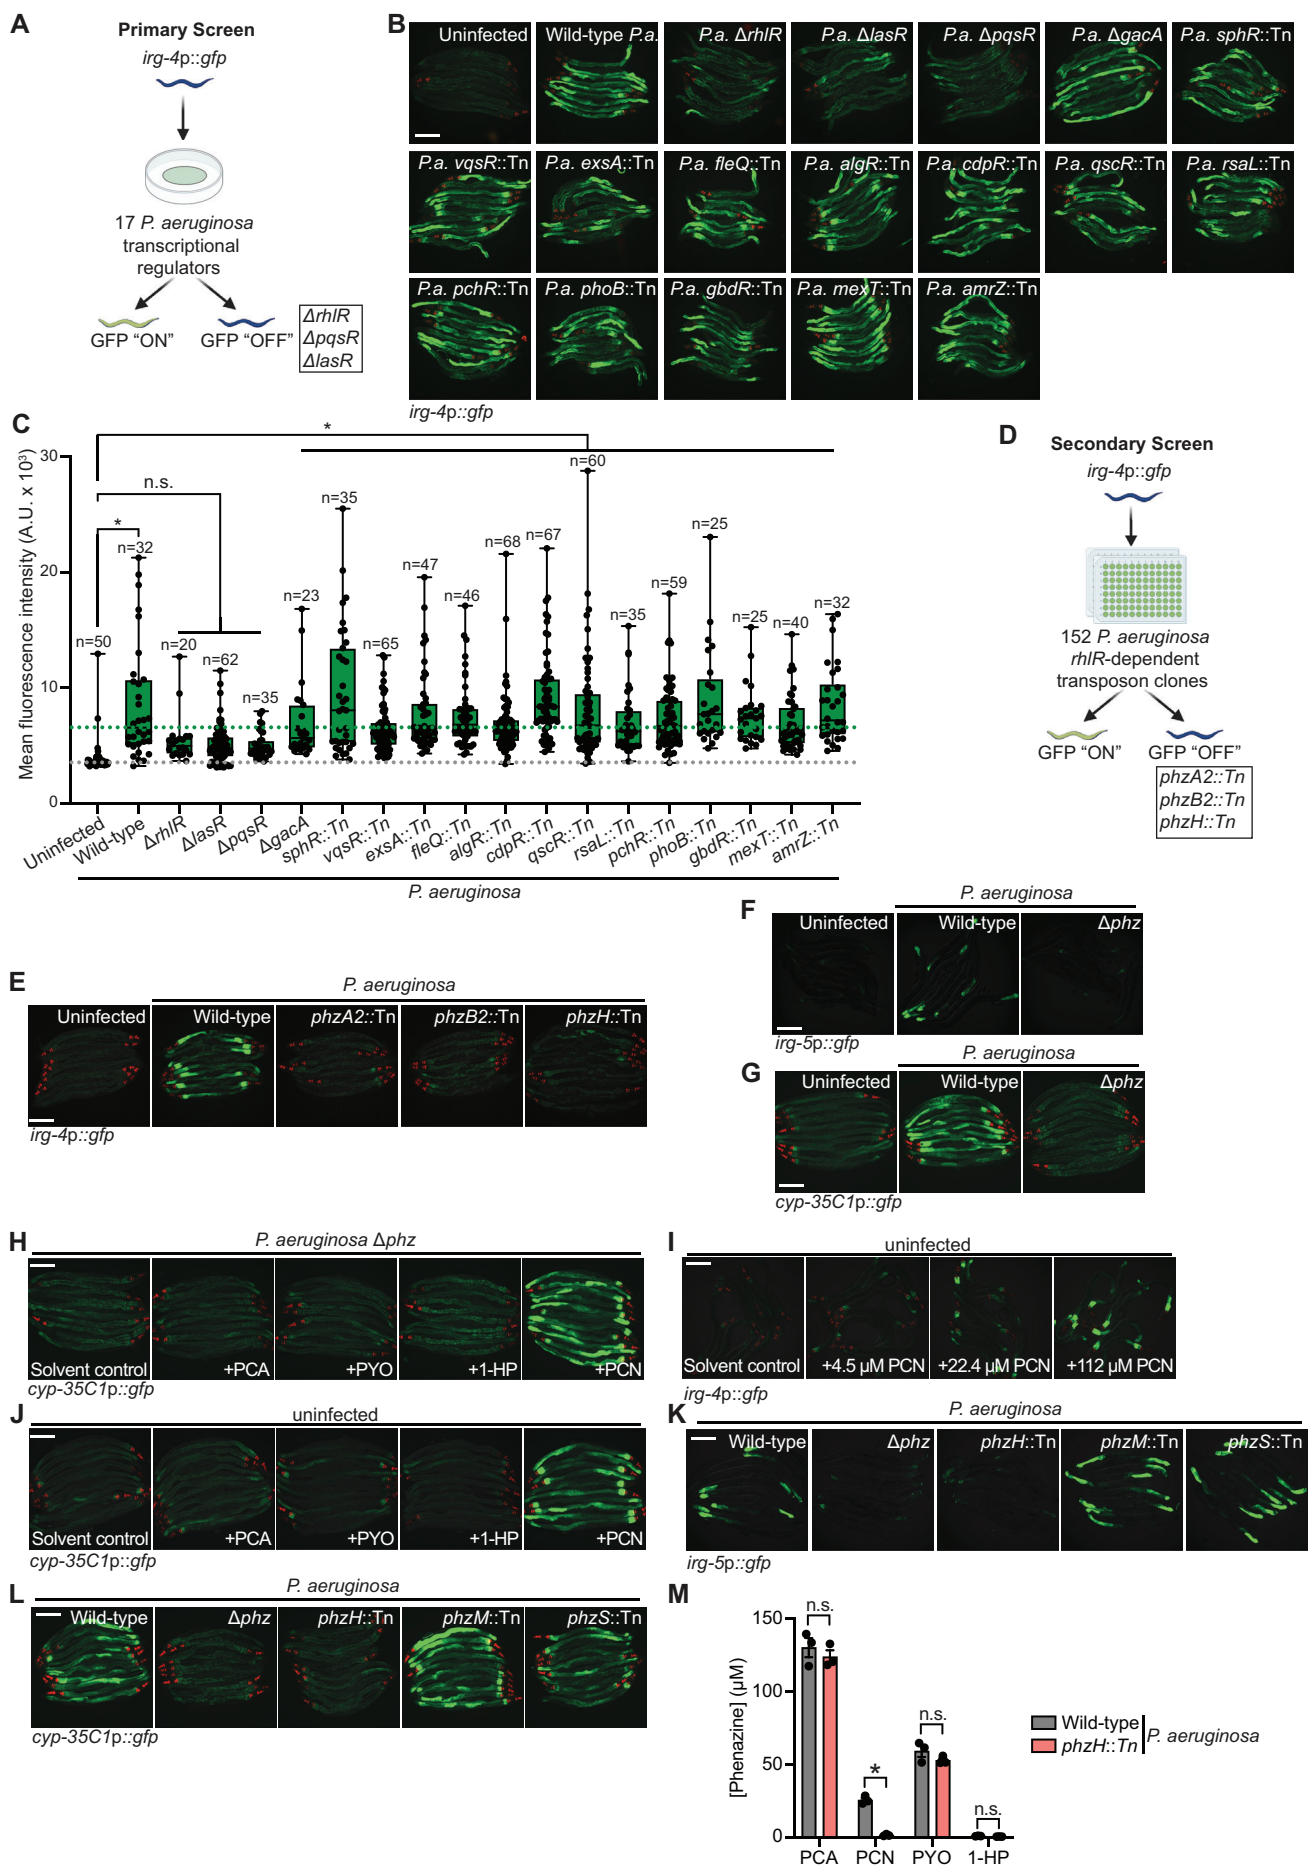 A
Primary Screen
irg-4p::gfp
17 P. aeruginosa
transcriptional
regulators
GFP “ON”
GFP “OFF”
ΔrhlR
ΔpqsR
ΔlasR
B
Uninfected
Wild-type P.a.
P.a. ΔrhlR
P.a. ΔlasR
P.a. ΔpqsR
P.a. ΔgacA
P.a. sphR::Tn
P.a. vqsR::Tn
P.a. exsA::Tn
P.a. fleQ::Tn
P.a. algR::Tn
P.a. cdpR::Tn
P.a. qscR::Tn
P.a. rsaL::Tn
P.a. pchR::Tn
P.a. phoB::Tn
P.a. gbdR::Tn
P.a. mexT::Tn
P.a. amrZ::Tn
irg-4p::gfp
C
Mean fluorescence intensity (A.U. x 10³)
30
20
10
0
*
n.s.
*
n=50
n=32
n=20
n=62
n=35
n=23
n=35
n=65
n=47
n=46
n=68
n=67
n=60
n=35
n=59
n=25
n=25
n=40
n=32
Uninfected
Wild-type
ΔrhlR
ΔlasR
ΔpqsR
ΔgacA
sphR::Tn
vqsR::Tn
exsA::Tn
fleQ::Tn
algR::Tn
cdpR::Tn
qscR::Tn
rsaL::Tn
pchR::Tn
phoB::Tn
gbdR::Tn
mexT::Tn
amrZ::Tn
P. aeruginosa
D
Secondary Screen
irg-4p::gfp
152 P. aeruginosa
rhlR-dependent
transposon clones
GFP “ON”
GFP “OFF”
phzA2::Tn
phzB2::Tn
phzH::Tn
E
P. aeruginosa
Uninfected
Wild-type
phzA2::Tn
phzB2::Tn
phzH::Tn
irg-4p::gfp
F
P. aeruginosa
Uninfected
Wild-type
Δphz
irg-5p::gfp
G
P. aeruginosa
Uninfected
Wild-type
Δphz
cyp-35C1p::gfp
H
P. aeruginosa Δphz
Solvent control
+PCA
+PYO
+1-HP
+PCN
cyp-35C1p::gfp
I
uninfected
Solvent control
+4.5 µM PCN
+22.4 µM PCN
+112 µM PCN
irg-4p::gfp
J
uninfected
Solvent control
+PCA
+PYO
+1-HP
+PCN
cyp-35C1p::gfp
K
P. aeruginosa
Wild-type
Δphz
phzH::Tn
phzM::Tn
phzS::Tn
irg-5p::gfp
L
P. aeruginosa
Wild-type
Δphz
phzH::Tn
phzM::Tn
phzS::Tn
cyp-35C1p::gfp
M
[Phenazine] (µM)
150
100
50
0
n.s.
*
n.s.
n.s.
PCA
PCN
PYO
1-HP
Wild-type
phzH::Tn
P. aeruginosa